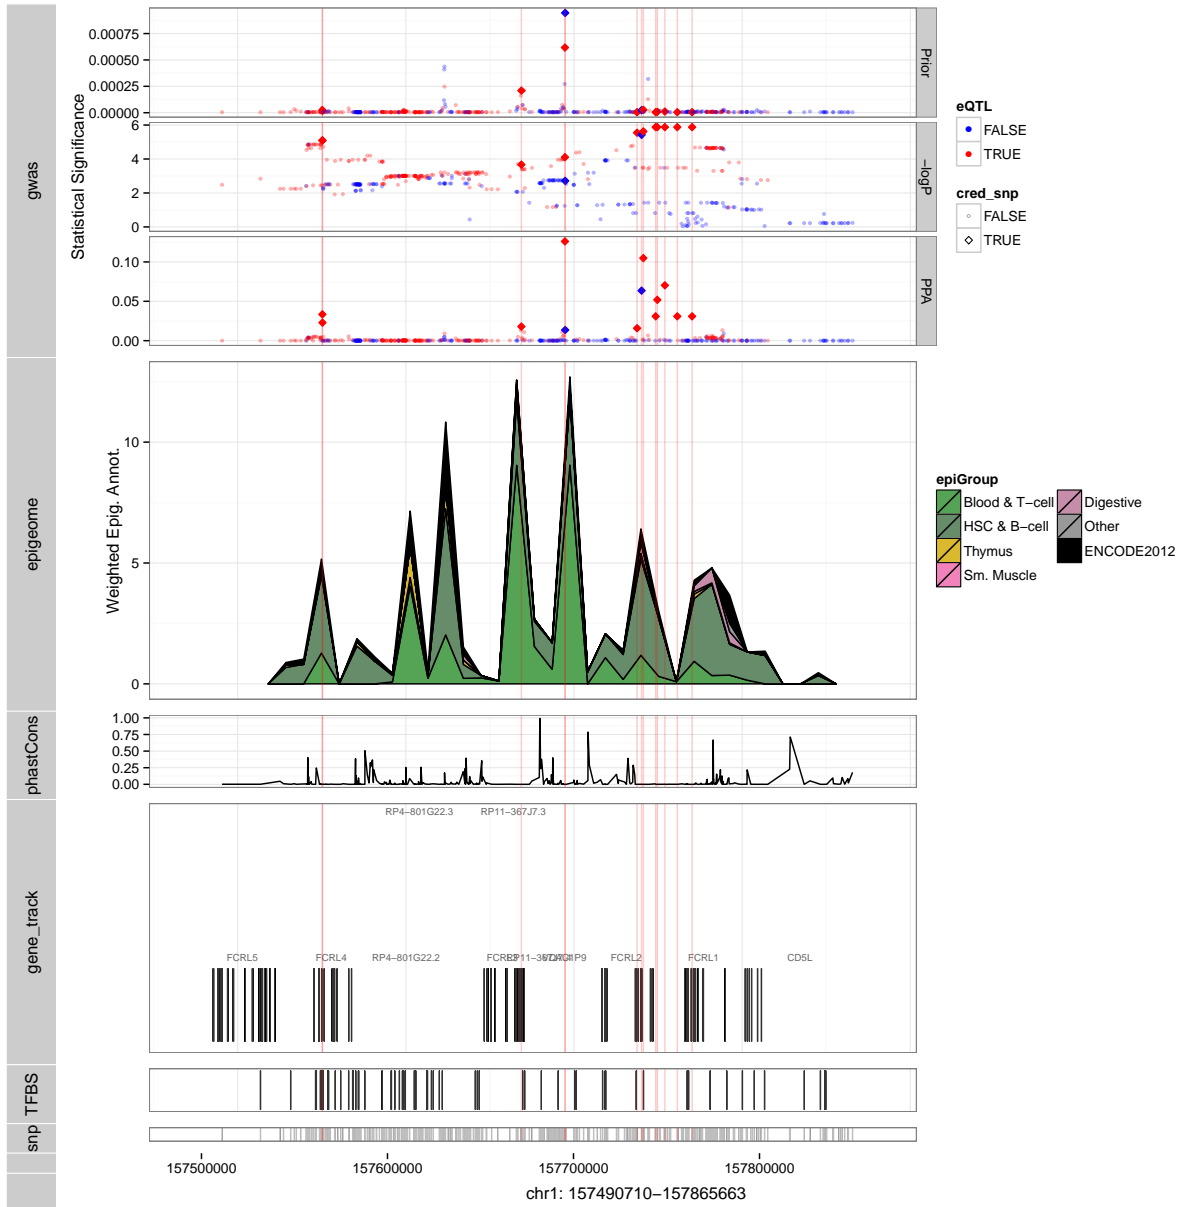 gwas
Statistical Significance
0.00075
0.00050
0.00025
0.00000
Prior
6
4
2
0
−logP
0.10
0.05
0.00
PPA
eQTL
FALSE
TRUE
cred_snp
FALSE
TRUE
epigeome
Weighted Epig. Annot.
10
5
0
epiGroup
Blood & T−cell
HSC & B−cell
Thymus
Sm. Muscle
Digestive
Other
ENCODE2012
phastCons
1.00
0.75
0.50
0.25
0.00
gene_track
RP4−801G22.3
RP11−367J7.3
FCRL5
FCRL4
RP4−801G22.2
FCRL2
FCRL1
CD5L
TFBS
snp
157500000
157600000
157700000
157800000
chr1: 157490710−157865663